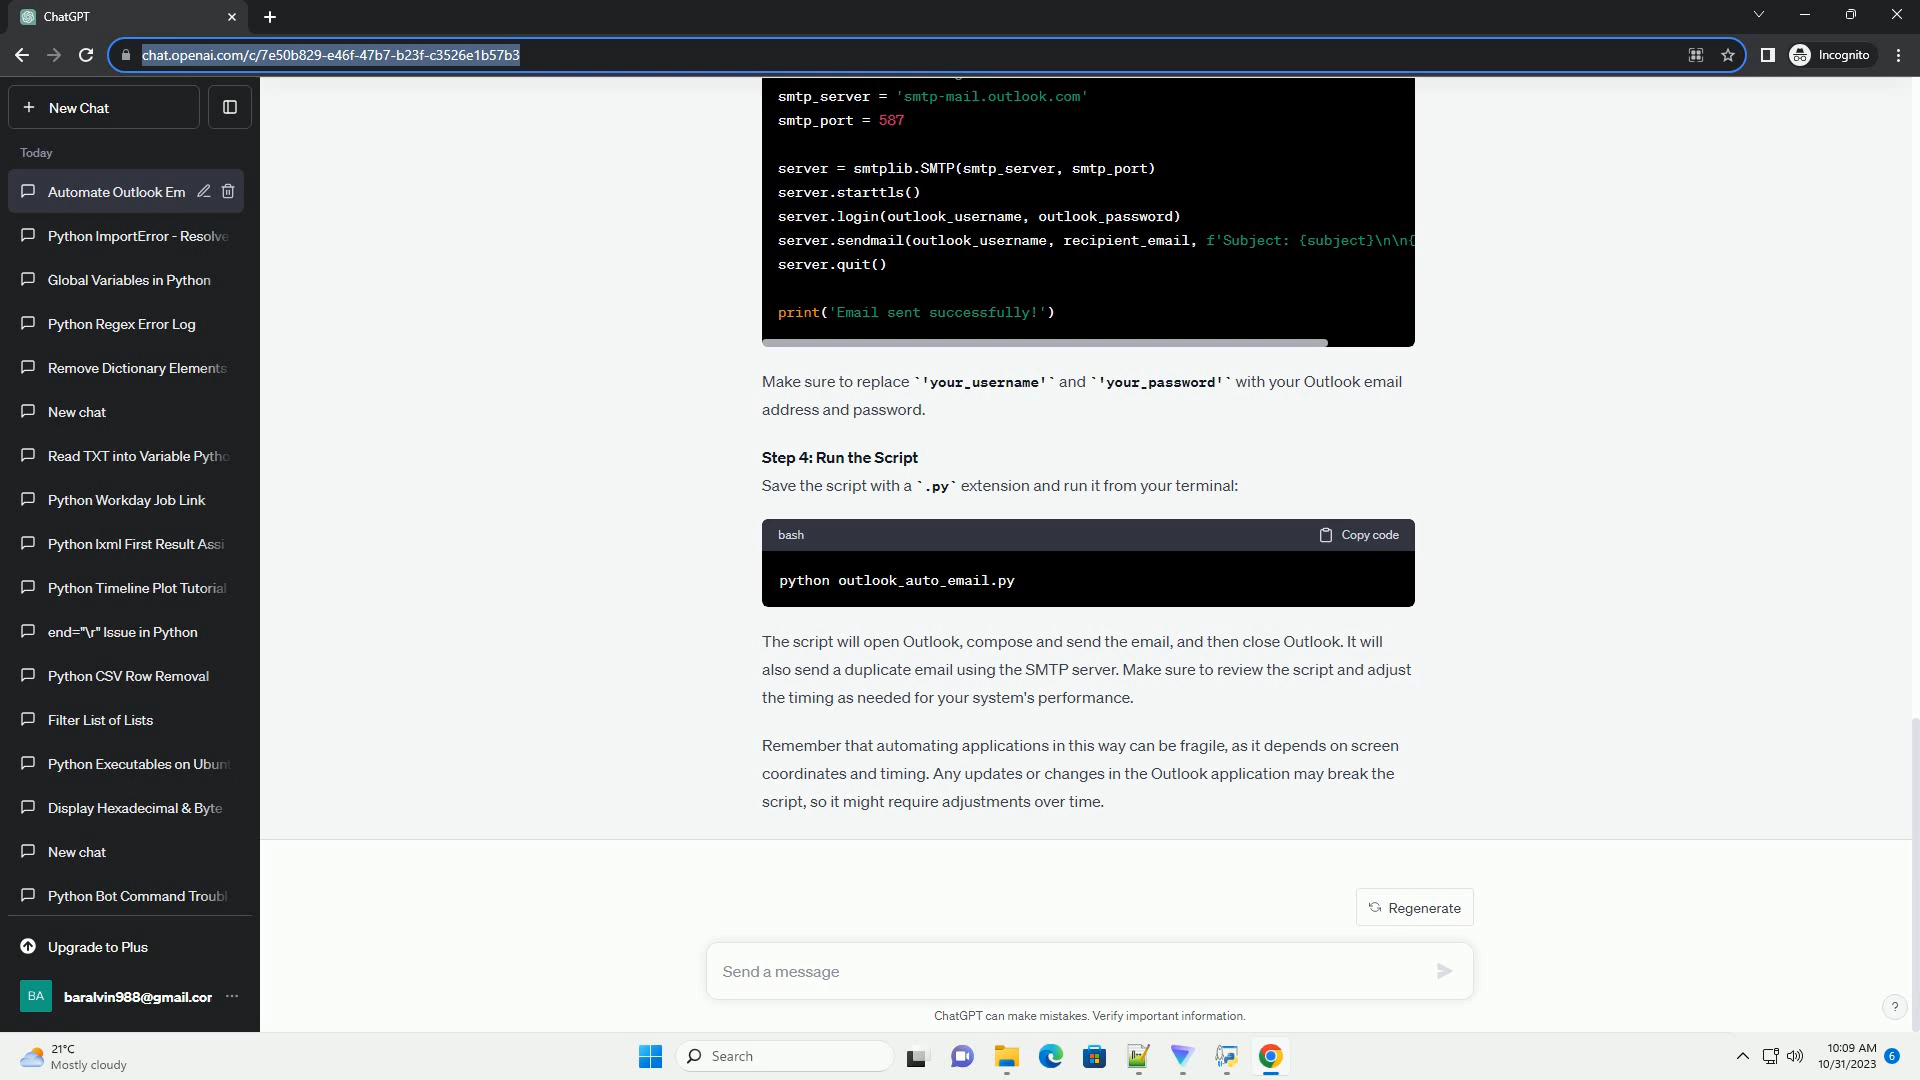 ChatGPT
chat.openai.com/c/7e50b829-e46f-47b7-b23f-c3526e1b57b3
Incognito
New Chat
Today
Automate Outlook Em
Python ImportError - Resolve
Global Variables in Python
Python Regex Error Log
Remove Dictionary Elements
New chat
Read TXT into Variable Pytho
Python Workday Job Link
Python lxml First Result Assi
Python Timeline Plot Tutorial
end="\r" Issue in Python
Python CSV Row Removal
Filter List of Lists
Python Executables on Ubunt
Display Hexadecimal & Byte
New chat
Python Bot Command Troubl
Upgrade to Plus
BA
baralvin988@gmail.cor
smtp_server = 'smtp-mail.outlook.com'
smtp_port = 587
server = smtplib.SMTP(smtp_server, smtp_port)
server.starttls()
server.login(outlook_username, outlook_password)
server.sendmail(outlook_username, recipient_email, f'Subject: {subject}\n\n{
server.quit()
print('Email sent successfully!')
Make sure to replace `'your_username'` and `'your_password'` with your Outlook email
address and password.
Step 4: Run the Script
Save the script with a `.py` extension and run it from your terminal:
bash
Copy code
python outlook_auto_email.py
The script will open Outlook, compose and send the email, and then close Outlook. It will
also send a duplicate email using the SMTP server. Make sure to review the script and adjust
the timing as needed for your system's performance.
Remember that automating applications in this way can be fragile, as it depends on screen
coordinates and timing. Any updates or changes in the Outlook application may break the
script, so it might require adjustments over time.
Regenerate
Send a message
ChatGPT can make mistakes. Verify important information.
?
21°C
Mostly cloudy
Search
10:09 AM
10/31/2023
6